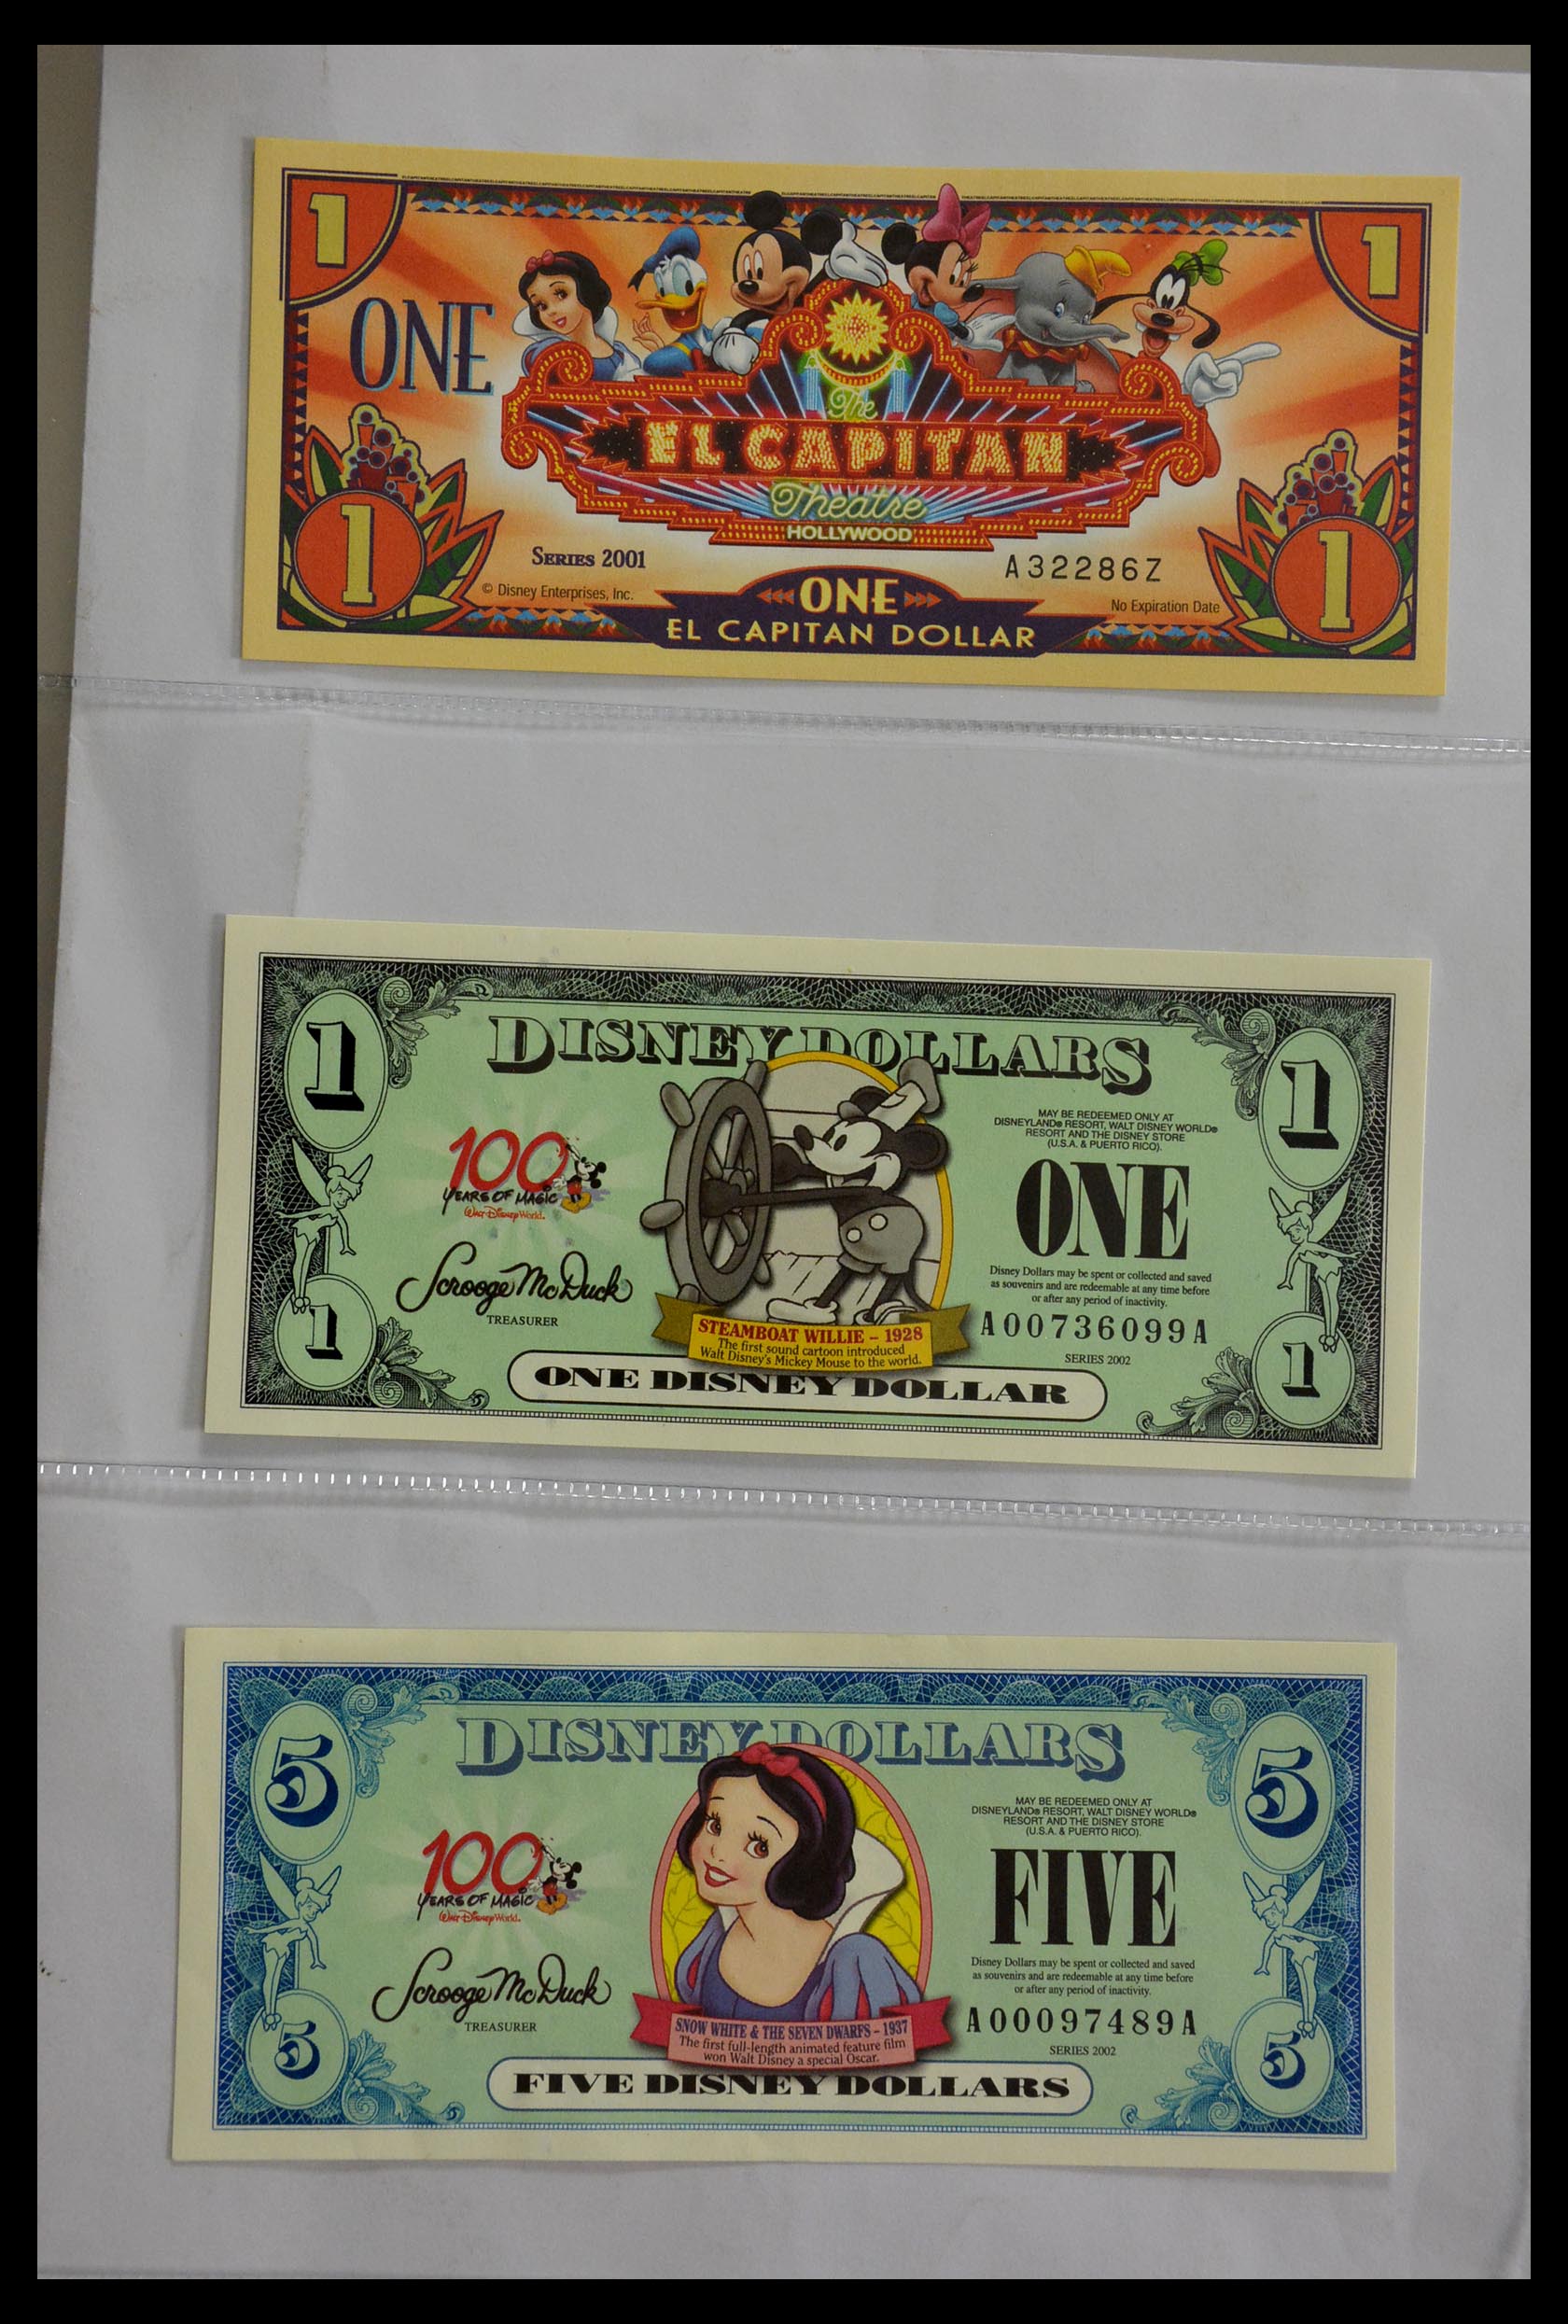 1
1
ONE
The
EL CAPITAN
Theatre
HOLLYWOOD
SERIES 2001
A32286Z
© Disney Enterprises, Inc.
No Expiration Date
1
1
ONE
EL CAPITAN DOLLAR
DISNEY DOLLARS
1
1
MAY BE REDEEMED ONLY AT
DISNEYLAND® RESORT, WALT DISNEY WORLD®
RESORT AND THE DISNEY STORE
(U.S.A. & PUERTO RICO).
100
YEARS OF MAGIC
Walt Disney World.
ONE
Scrooge McDuck
TREASURER
Disney Dollars may be spent or collected and saved
as souvenirs and are redeemable at any time before
or after any period of inactivity.
A00736099A
SERIES 2002
1
1
STEAMBOAT WILLIE – 1928
The first sound cartoon introduced
Walt Disney's Mickey Mouse to the world.
ONE DISNEY DOLLAR
DISNEY DOLLARS
5
5
MAY BE REDEEMED ONLY AT
DISNEYLAND® RESORT, WALT DISNEY WORLD®
RESORT AND THE DISNEY STORE
(U.S.A. & PUERTO RICO).
100
YEARS OF MAGIC
Walt Disney World.
FIVE
Scrooge McDuck
TREASURER
Disney Dollars may be spent or collected and saved
as souvenirs and are redeemable at any time before
or after any period of inactivity.
A00097489A
SERIES 2002
5
5
SNOW WHITE & THE SEVEN DWARFS – 1937
The first full-length animated feature film
won Walt Disney a special Oscar.
FIVE DISNEY DOLLARS